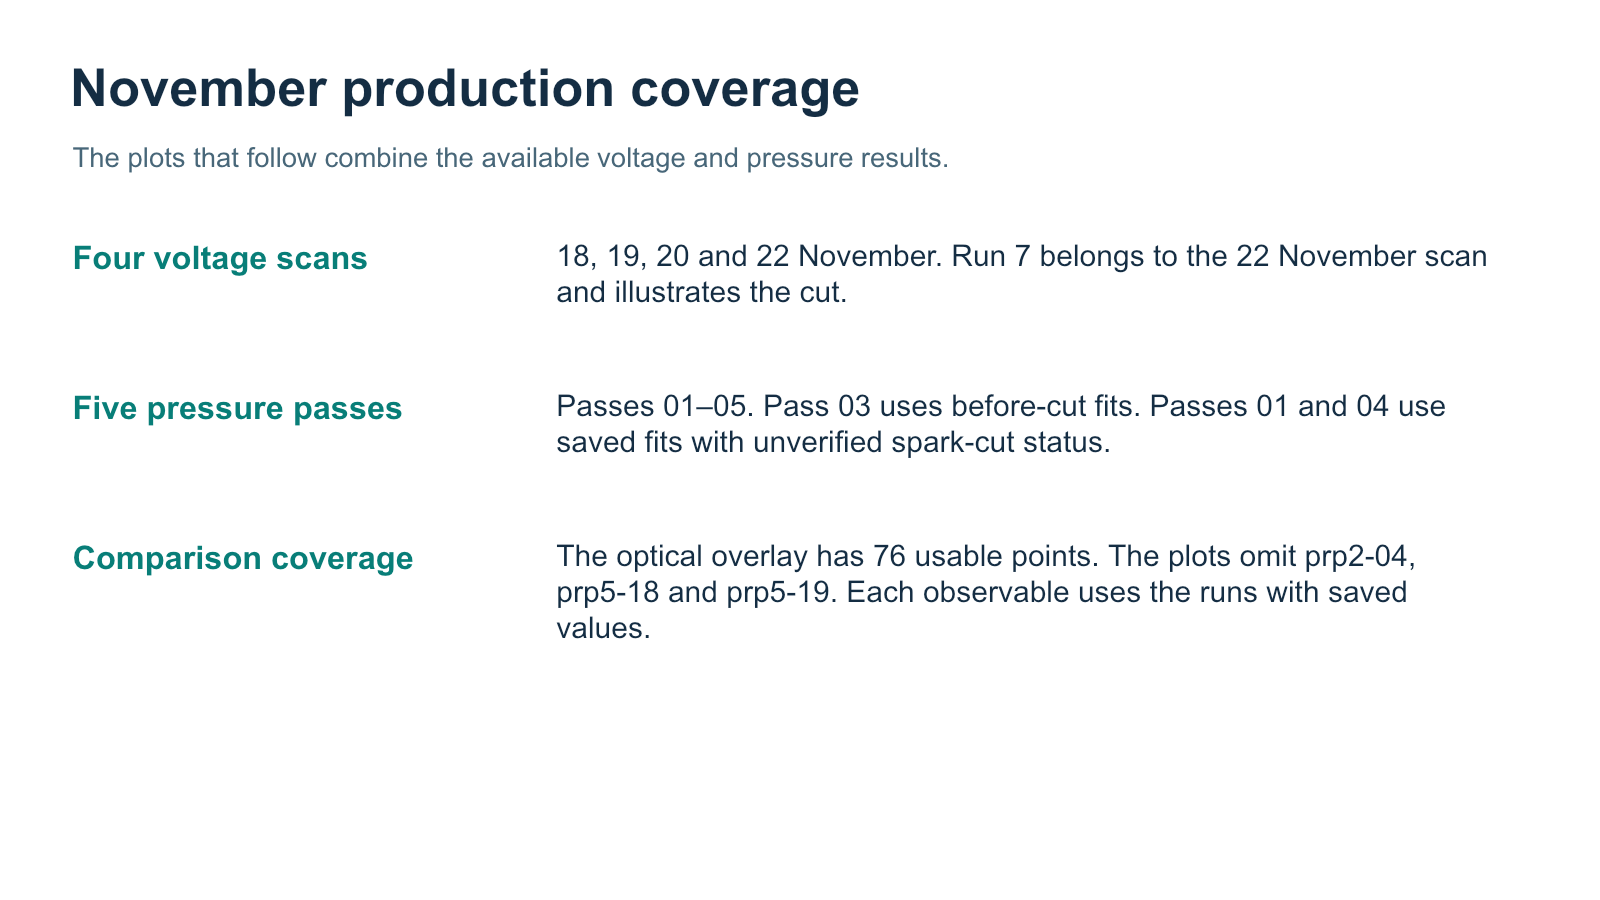 November production coverage
The plots that follow combine the available voltage and pressure results.
Four voltage scans
18, 19, 20 and 22 November. Run 7 belongs to the 22 November scan
and illustrates the cut.
Five pressure passes
Passes 01–05. Pass 03 uses before-cut fits. Passes 01 and 04 use
saved fits with unverified spark-cut status.
Comparison coverage
The optical overlay has 76 usable points. The plots omit prp2-04,
prp5-18 and prp5-19. Each observable uses the runs with saved
values.